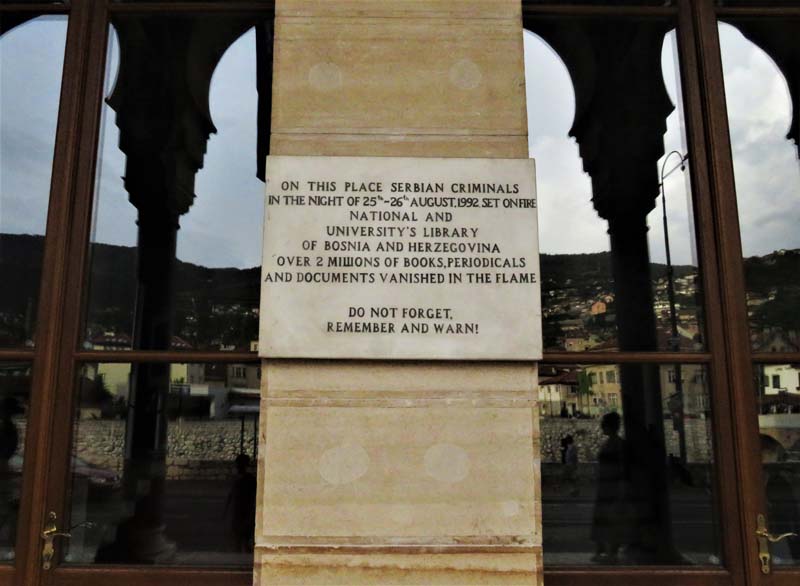 ON THIS PLACE SERBIAN CRIMINALS
IN THE NIGHT OF 25th-26th AUGUST,1992. SET ON FIRE
NATIONAL AND
UNIVERSITY'S LIBRARY
OF BOSNIA AND HERZEGOVINA
OVER 2 MILLIONS OF BOOKS,PERIODICALS
AND DOCUMENTS VANISHED IN THE FLAME
DO NOT FORGET,
REMEMBER AND WARN!